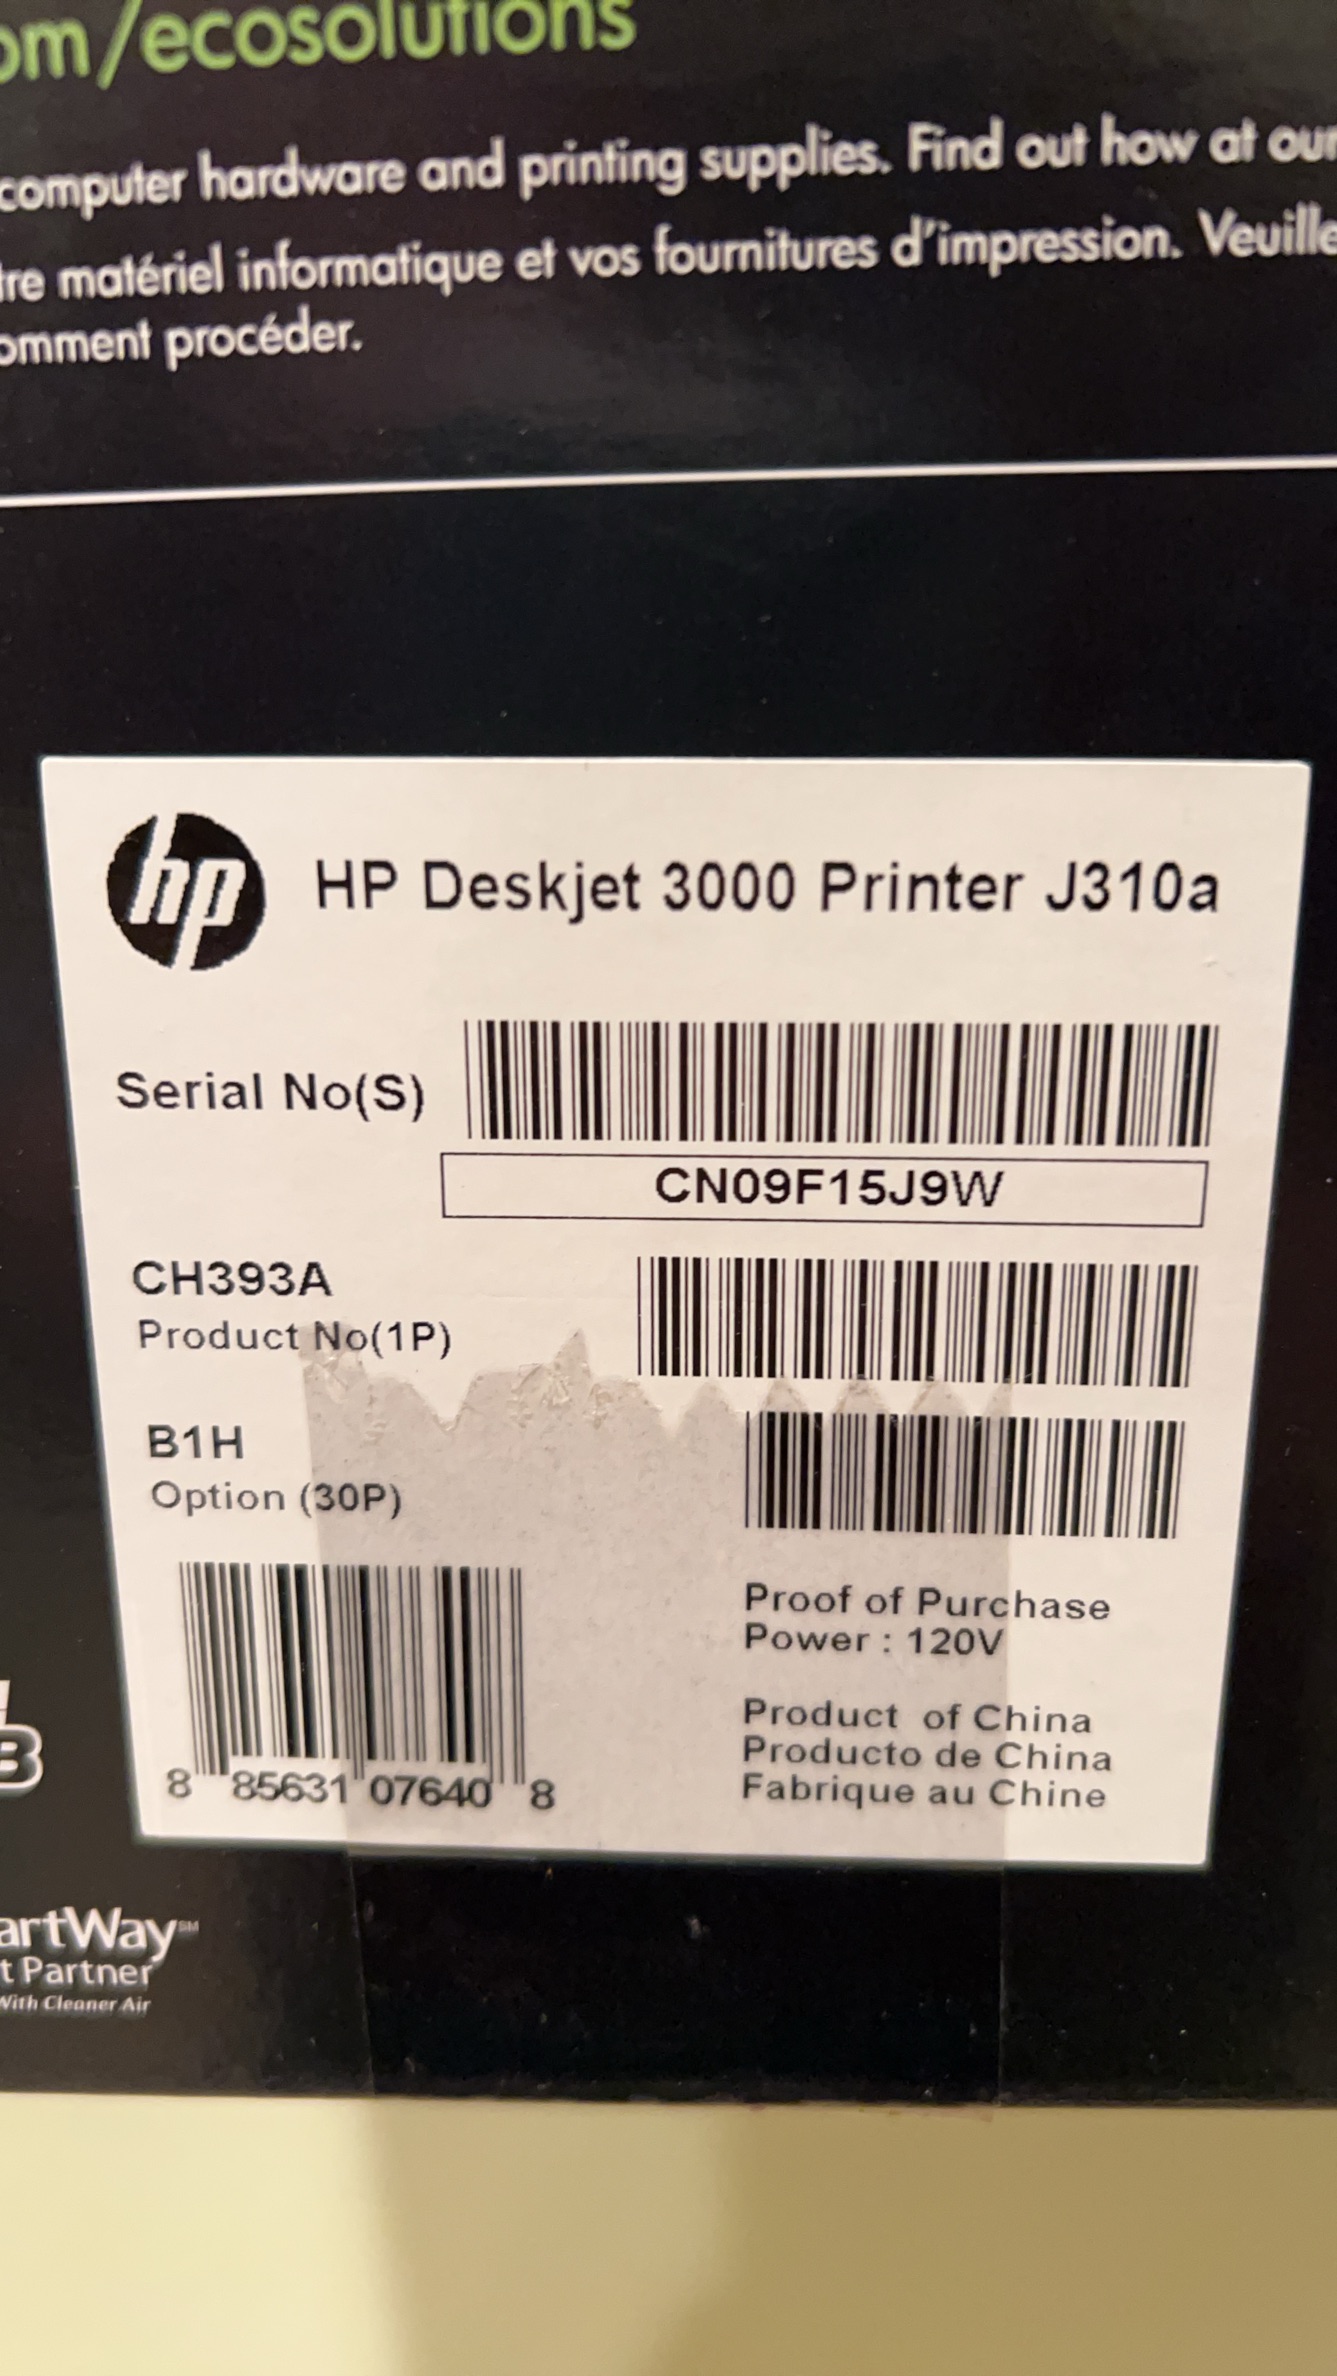 om/ecosolutions
computer hardware and printing supplies. Find out how at our
tre matériel informatique et vos fournitures d'impression. Veuille
omment procéder.
hp
HP Deskjet 3000 Printer J310a
Serial No(S)
CN09F15J9W
CH393A
Product No(1P)
B1H
Option (30P)
8 85631 07640 8
Proof of Purchase
Power : 120V
Product of China
Producto de China
Fabrique au Chine
B
artWay℠
t Partner
With Cleaner Air